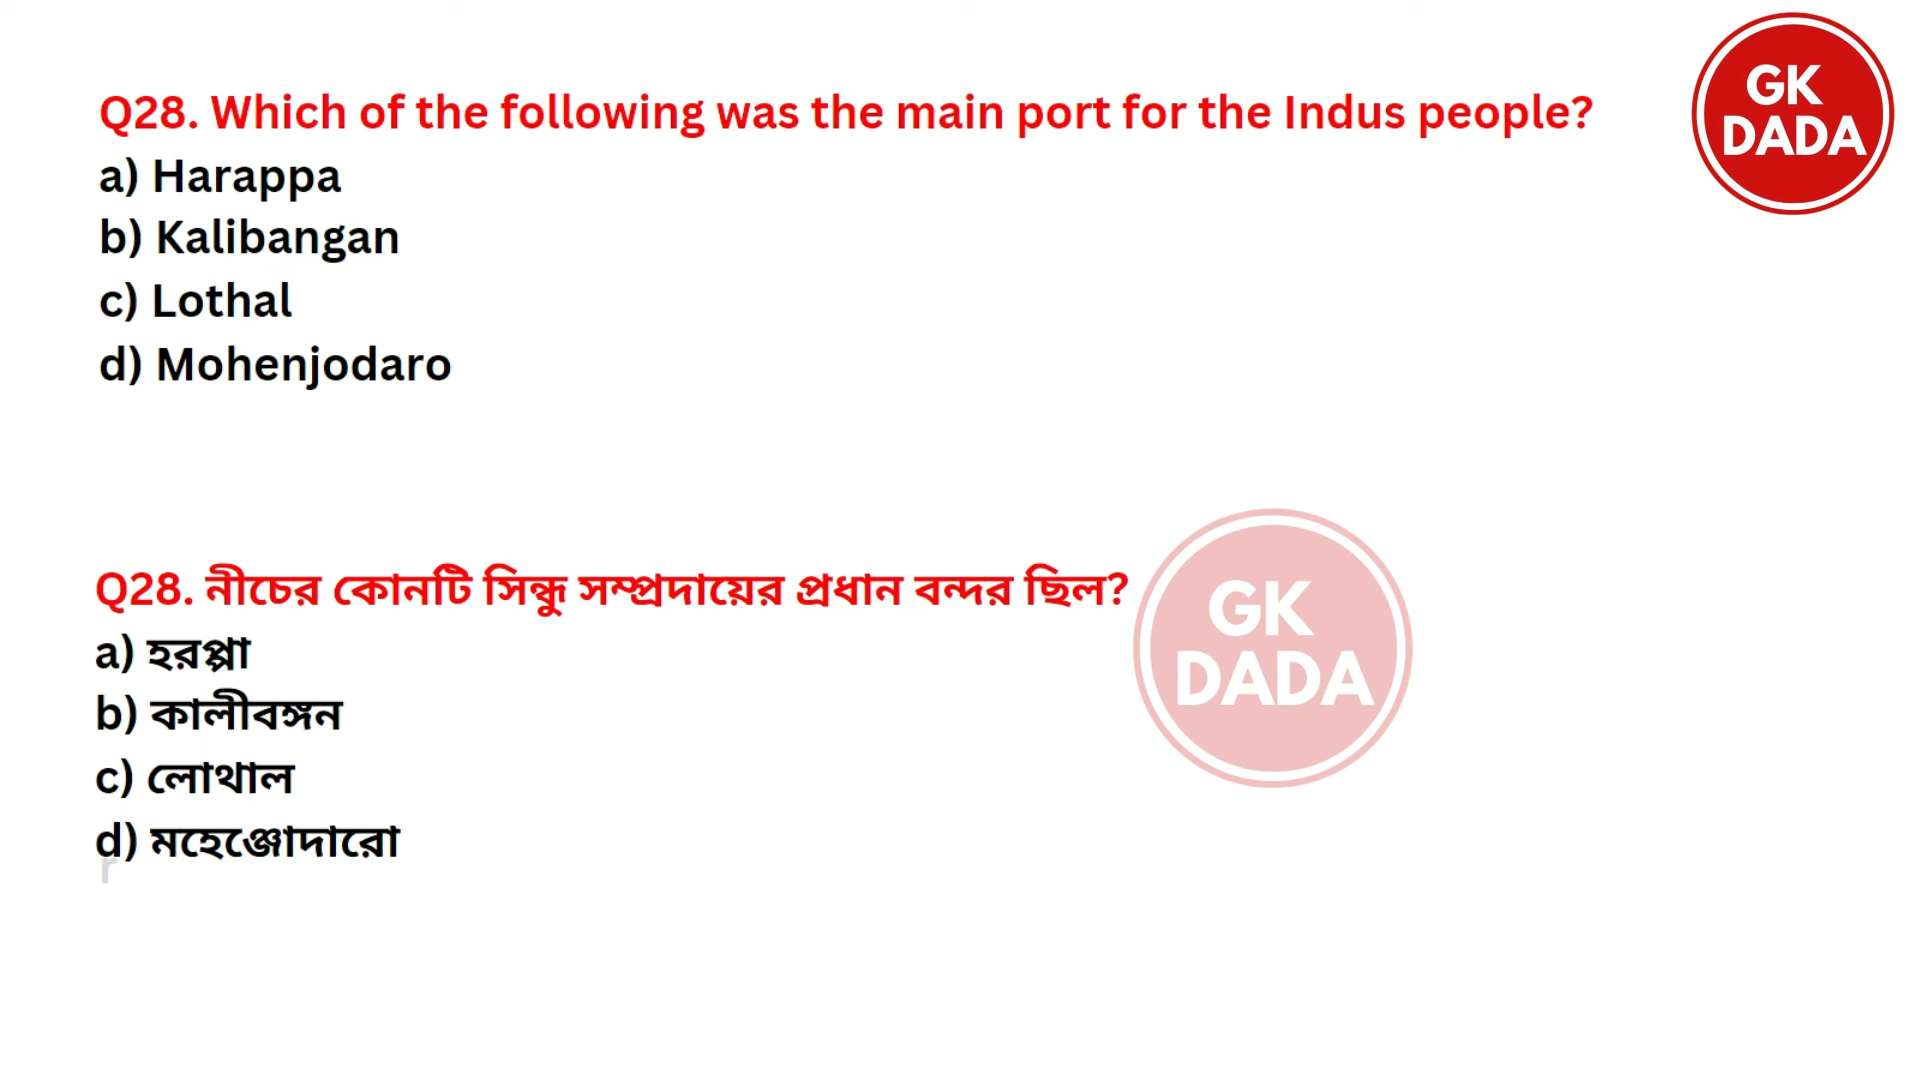 Q28. Which of the following was the main port for the Indus people?
a) Harappa
b) Kalibangan
c) Lothal
d) Mohenjodaro
GK
DADA
Q28. নীচের কোনটি সিন্ধু সম্প্রদায়ের প্রধান বন্দর ছিল?
a) হরপ্পা
b) কালীবঙ্গন
c) লোথাল
d) মহেঞ্জোদারো
r
GK
DADA